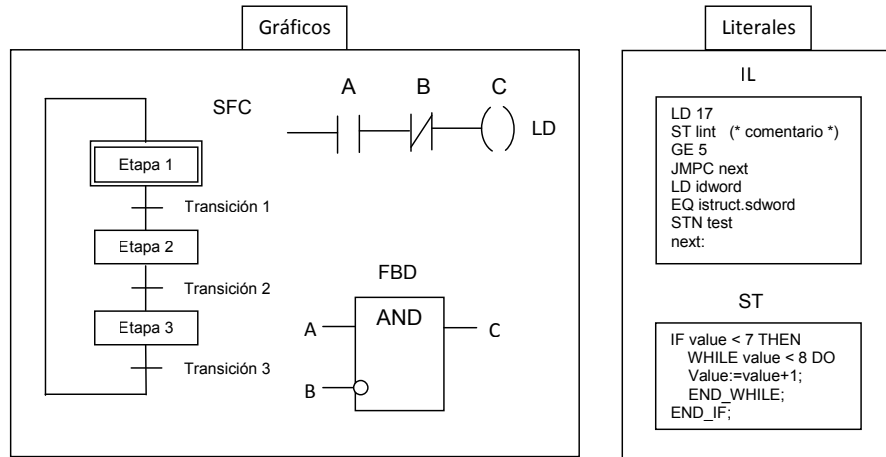 Gráficos
SFC
Etapa 1
Transición 1
Etapa 2
Transición 2
Etapa 3
Transición 3
A B C
LD
FBD
AND
A
B
C
Literales
IL
LD 17
ST lint (* comentario *)
GE 5
JMPC next
LD idword
EQ istruct.sdword
STN test
next:
ST
IF value < 7 THEN
WHILE value < 8 DO
Value:=value+1;
END_WHILE;
END_IF;